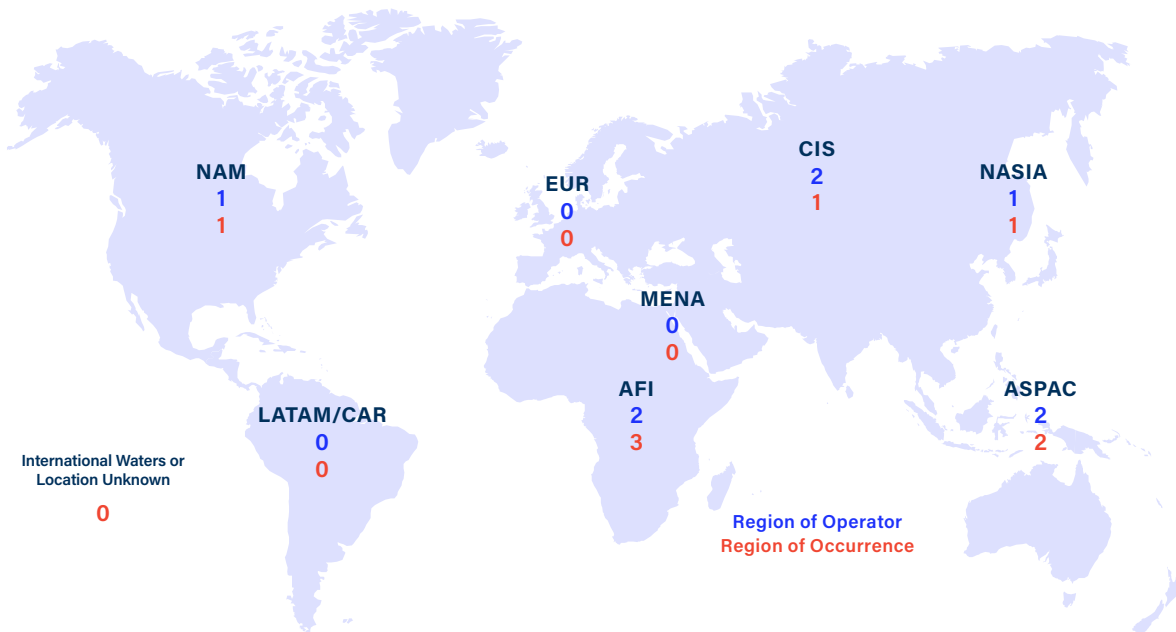 NAM
1
1
EUR
0
0
CIS
2
1
NASIA
1
1
MENA
0
0
AFI
2
3
ASPAC
2
2
LATAM/CAR
0
0
International Waters or
Location Unknown
0
Region of Operator
Region of Occurrence